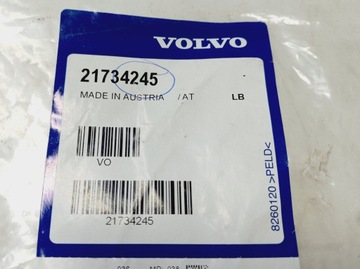 VOLVO
21734245
MADE IN AUSTRIA / AT LB
VO
21734245
8260120 >PELD<